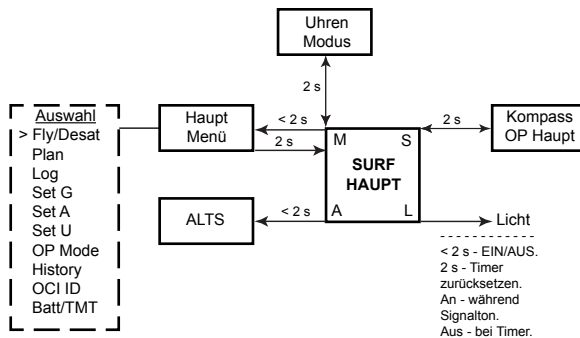 Uhren
Modus
2 s
Auswahl
> Fly/Desat
Plan
Log
Set G
Set A
Set U
OP Mode
History
OCI ID
Batt/TMT
Haupt
Menü
< 2 s
2 s
M
S
SURF
HAUPT
A
L
2 s
Kompass
OP Haupt
ALTS
< 2 s
Licht
- - - - - - - - - - - - -
< 2 s - EIN/AUS.
2 s - Timer
zurücksetzen.
An - während
Signalton.
Aus - bei Timer.